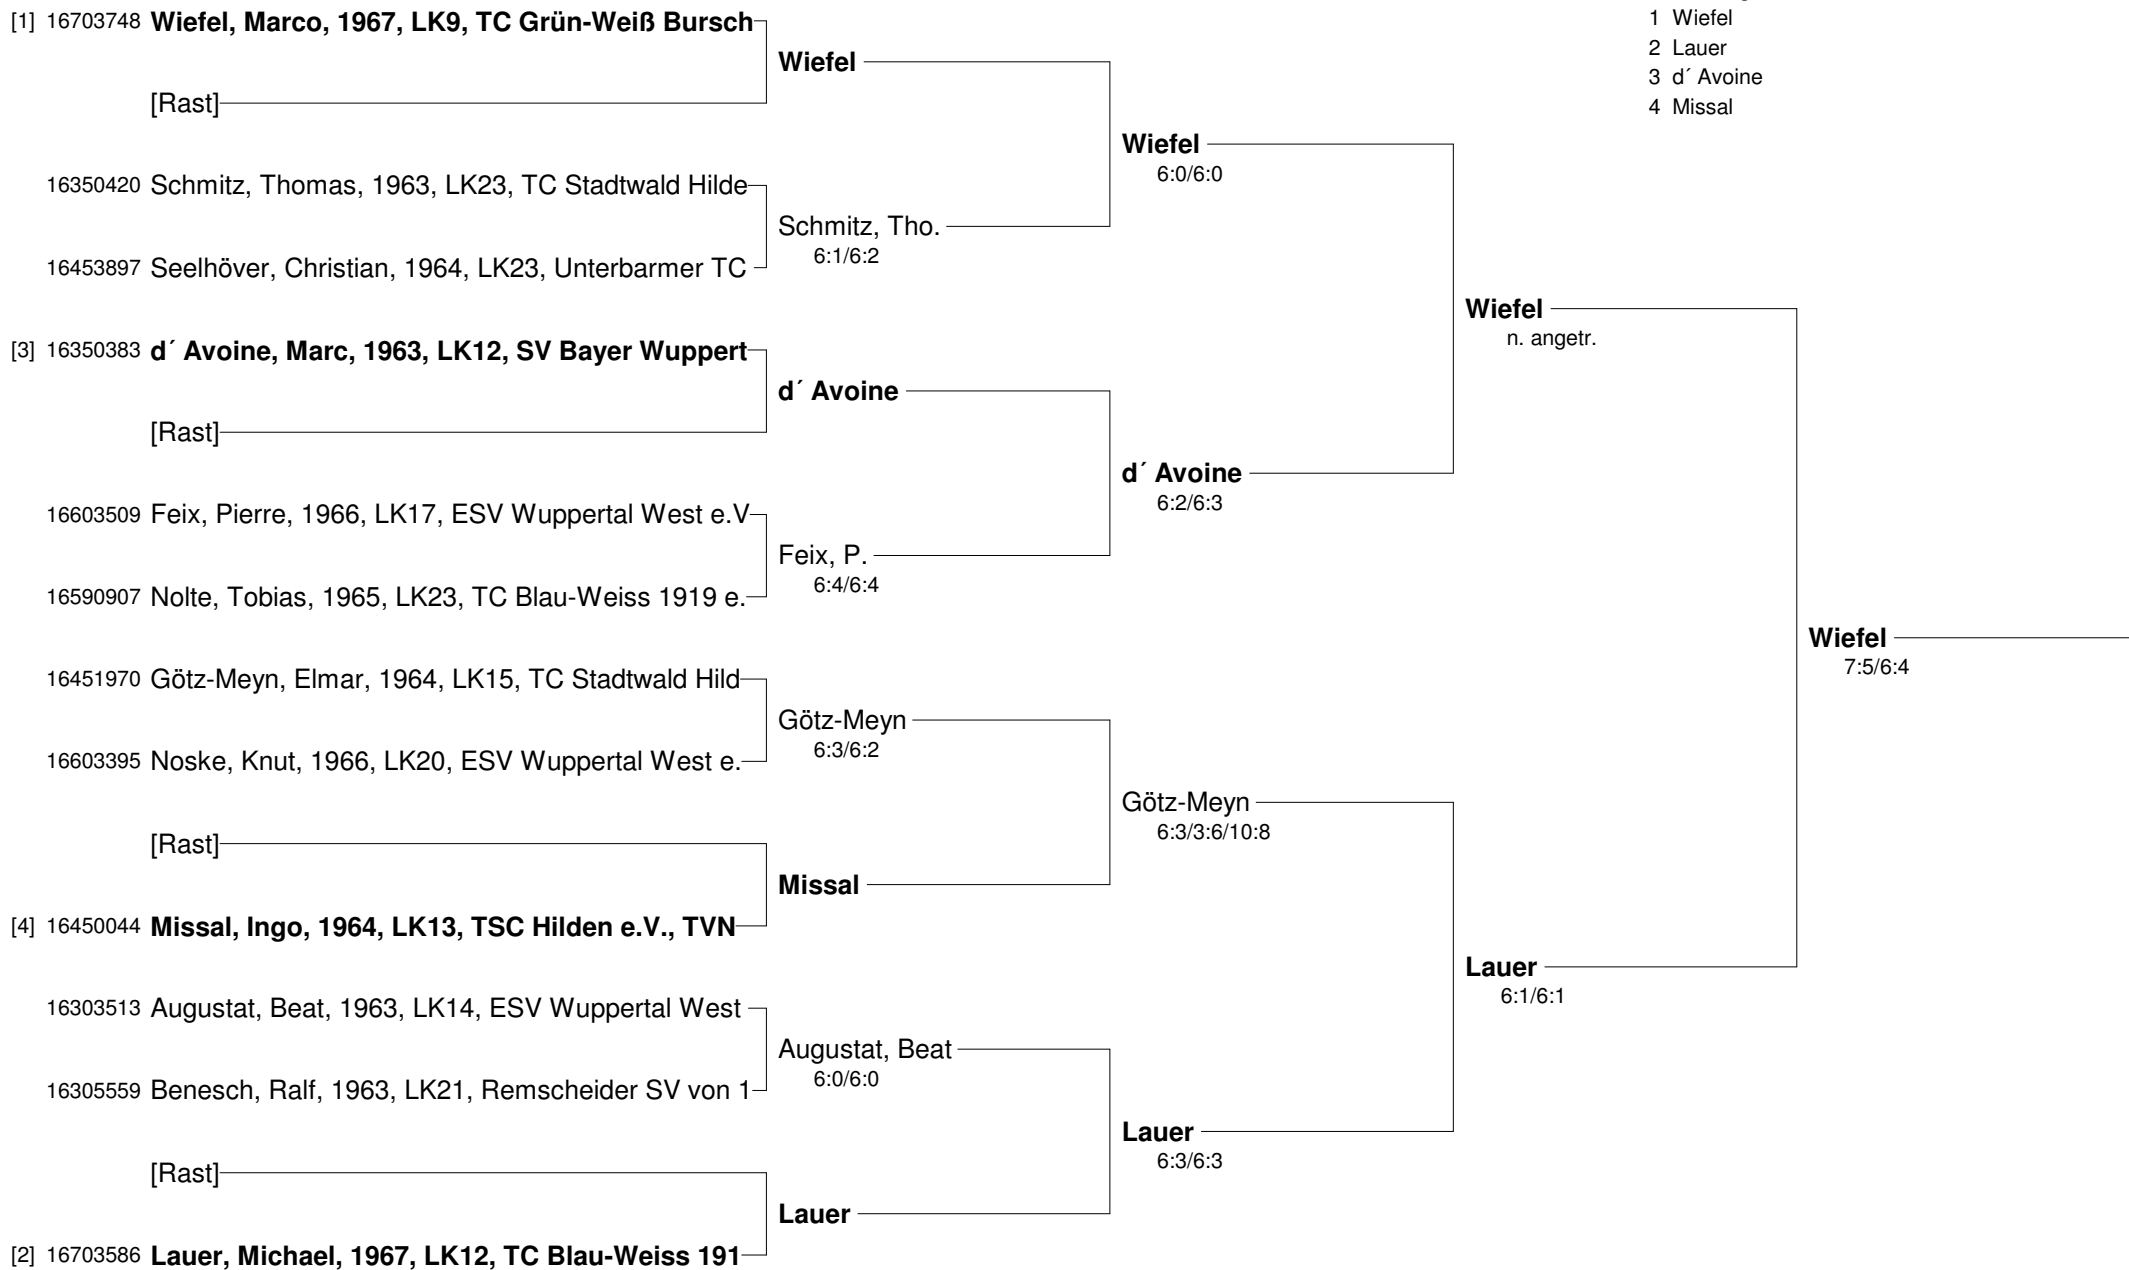 [1] 16703748 Wiefel, Marco, 1967, LK9, TC Grün-Weiß Bursch
[Rast]
16350420 Schmitz, Thomas, 1963, LK23, TC Stadtwald Hilde
16453897 Seelhöver, Christian, 1964, LK23, Unterbarmer TC
[3] 16350383 d´ Avoine, Marc, 1963, LK12, SV Bayer Wuppert
[Rast]
16603509 Feix, Pierre, 1966, LK17, ESV Wuppertal West e.V
16590907 Nolte, Tobias, 1965, LK23, TC Blau-Weiss 1919 e.
16451970 Götz-Meyn, Elmar, 1964, LK15, TC Stadtwald Hild
16603395 Noske, Knut, 1966, LK20, ESV Wuppertal West e.
[Rast]
[4] 16450044 Missal, Ingo, 1964, LK13, TSC Hilden e.V., TVN
16303513 Augustat, Beat, 1963, LK14, ESV Wuppertal West
16305559 Benesch, Ralf, 1963, LK21, Remscheider SV von 1
[Rast]
[2] 16703586 Lauer, Michael, 1967, LK12, TC Blau-Weiss 191
Wiefel
Schmitz, Tho.
6:1/6:2
d´ Avoine
Feix, P.
6:4/6:4
Götz-Meyn
6:3/6:2
Missal
Augustat, Beat
6:0/6:0
Lauer
Wiefel
6:0/6:0
d´ Avoine
6:2/6:3
Götz-Meyn
6:3/3:6/10:8
Lauer
6:3/6:3
Wiefel
n. angetr.
Lauer
6:1/6:1
Wiefel
7:5/6:4
1 Wiefel
2 Lauer
3 d´ Avoine
4 Missal